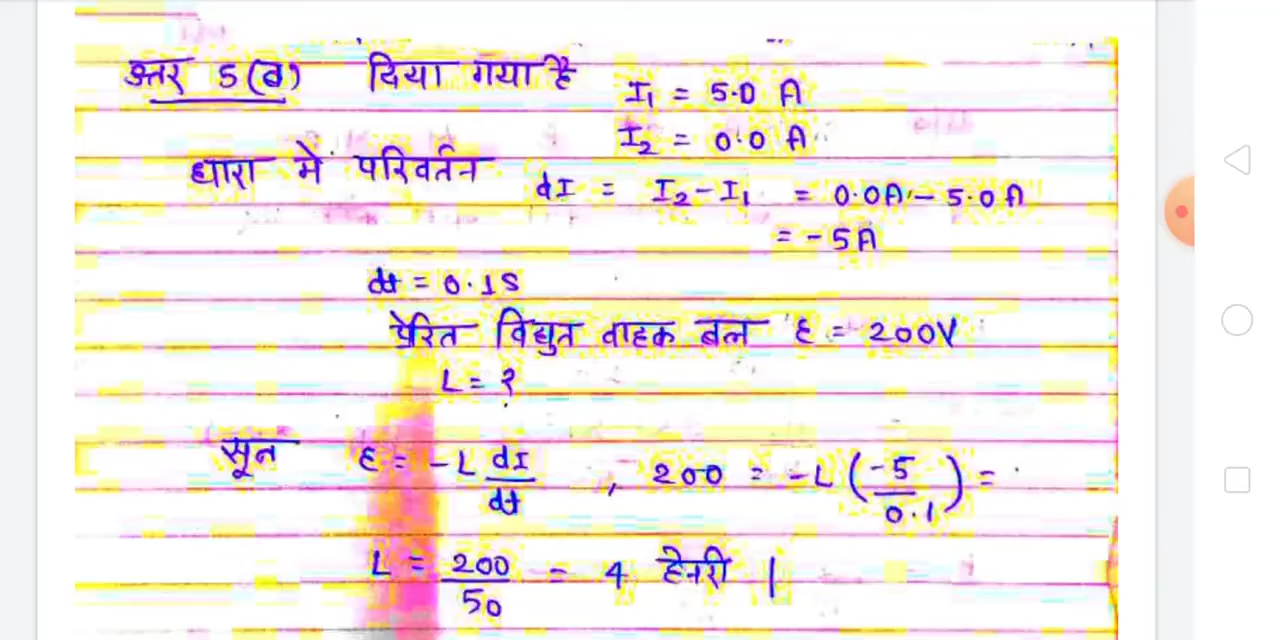 उत्तर 5 (ब) दिया गया है I₁ = 5.0 A
I₂ = 0.0 A
धारा में परिवर्तन dI = I₂ - I₁ = 0.0A - 5.0 A
= -5A
dt = 0.1S
प्रेरित विद्युत वाहक बल ε = 200V
L = ?
सूत्र ε = -L dI/dt , 200 = -L (-5/0.1) =
L = 200/50 = 4 हेनरी |